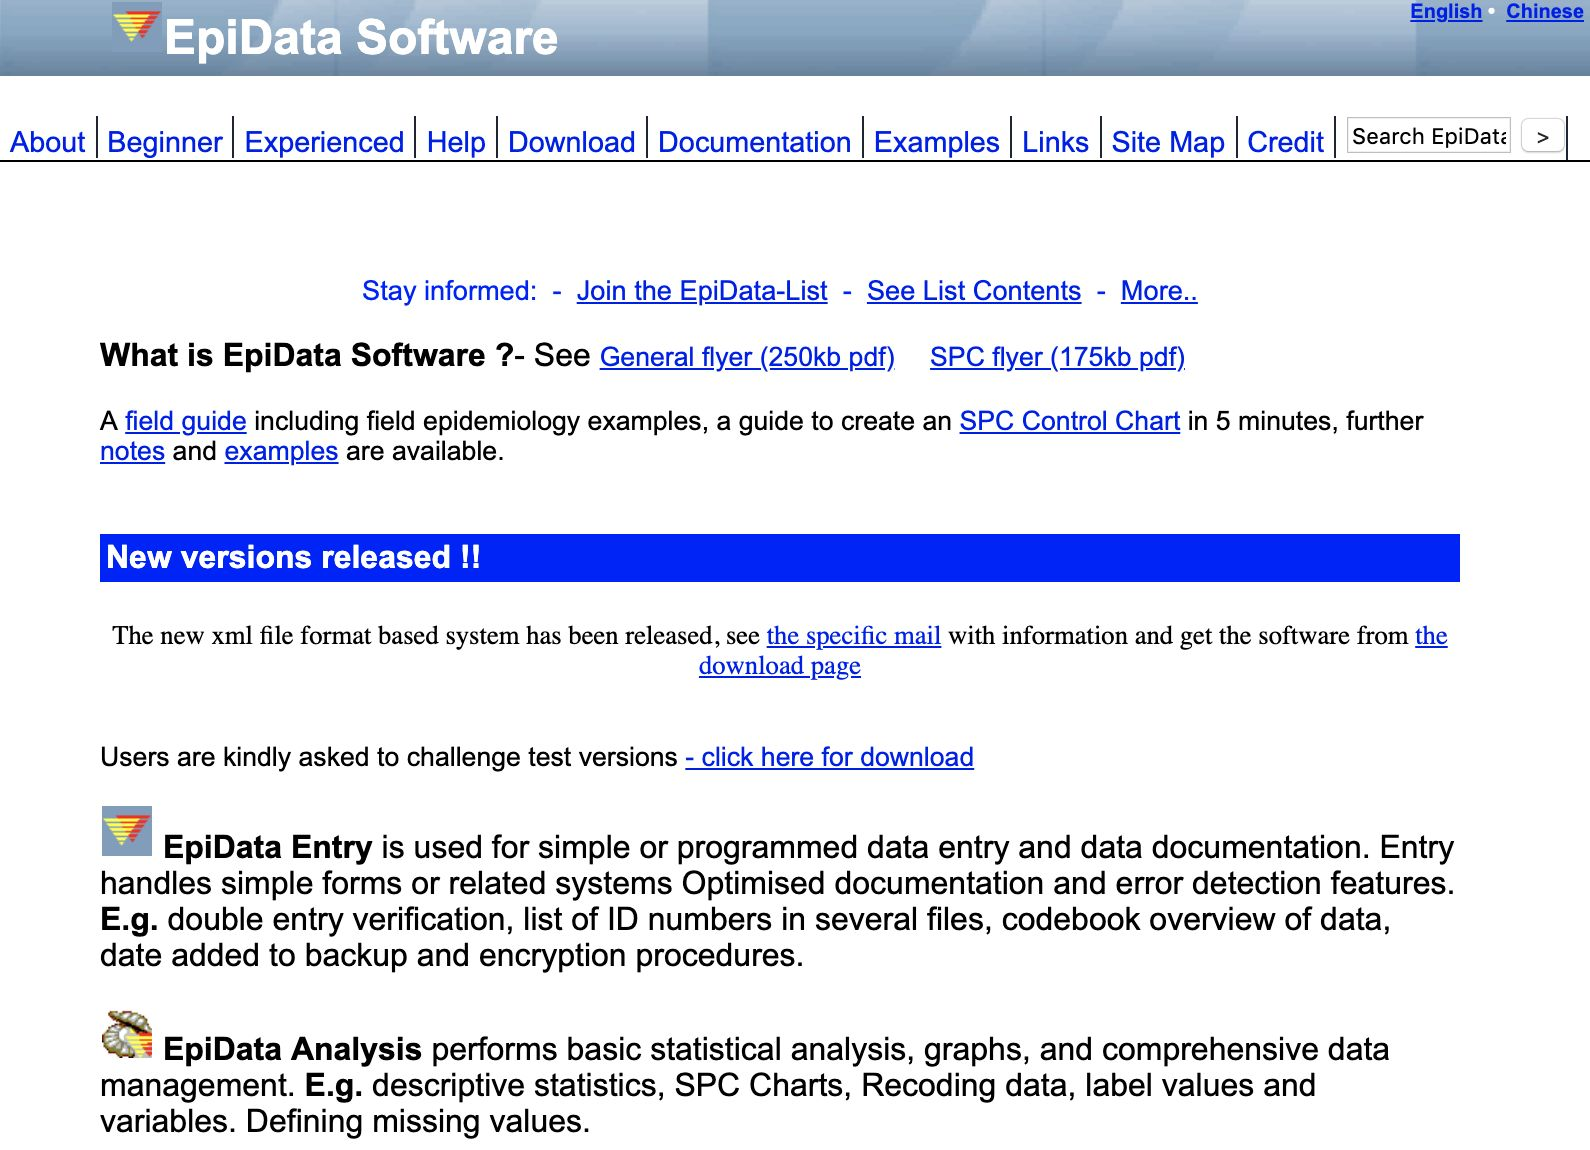 EpiData Software
English • Chinese
About Beginner Experienced Help Download Documentation Examples Links Site Map Credit Search EpiData >
Stay informed: - Join the EpiData-List - See List Contents - More..
What is EpiData Software ?- See General flyer (250kb pdf) SPC flyer (175kb pdf)
A field guide including field epidemiology examples, a guide to create an SPC Control Chart in 5 minutes, further
notes and examples are available.
New versions released !!
The new xml file format based system has been released, see the specific mail with information and get the software from the
download page
Users are kindly asked to challenge test versions - click here for download
EpiData Entry is used for simple or programmed data entry and data documentation. Entry
handles simple forms or related systems Optimised documentation and error detection features.
E.g. double entry verification, list of ID numbers in several files, codebook overview of data,
date added to backup and encryption procedures.
EpiData Analysis performs basic statistical analysis, graphs, and comprehensive data
management. E.g. descriptive statistics, SPC Charts, Recoding data, label values and
variables. Defining missing values.